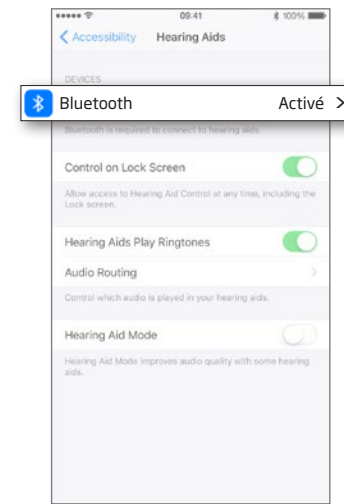 09:41
100%
Accessibility Hearing Aids
DEVICES
Bluetooth Activé
Bluetooth is required to connect to hearing aids.
Control on Lock Screen
Allow access to Hearing Aid Control at any time, including the
Lock screen.
Hearing Aids Play Ringtones
Audio Routing
Control which audio is played in your hearing aids.
Hearing Aid Mode
Hearing Aid Mode improves audio quality with some hearing
aids.